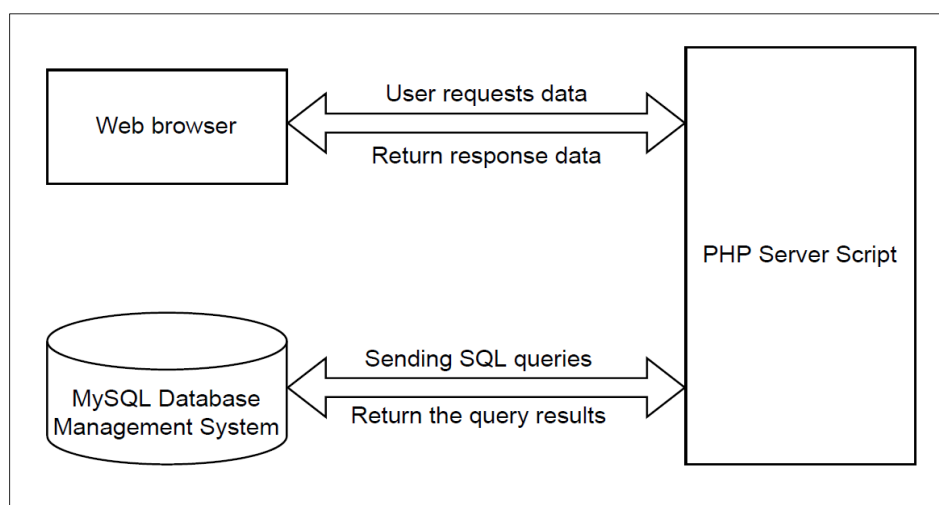 Web browser
User requests data
Return response data
PHP Server Script
MySQL Database
Management System
Sending SQL queries
Return the query results